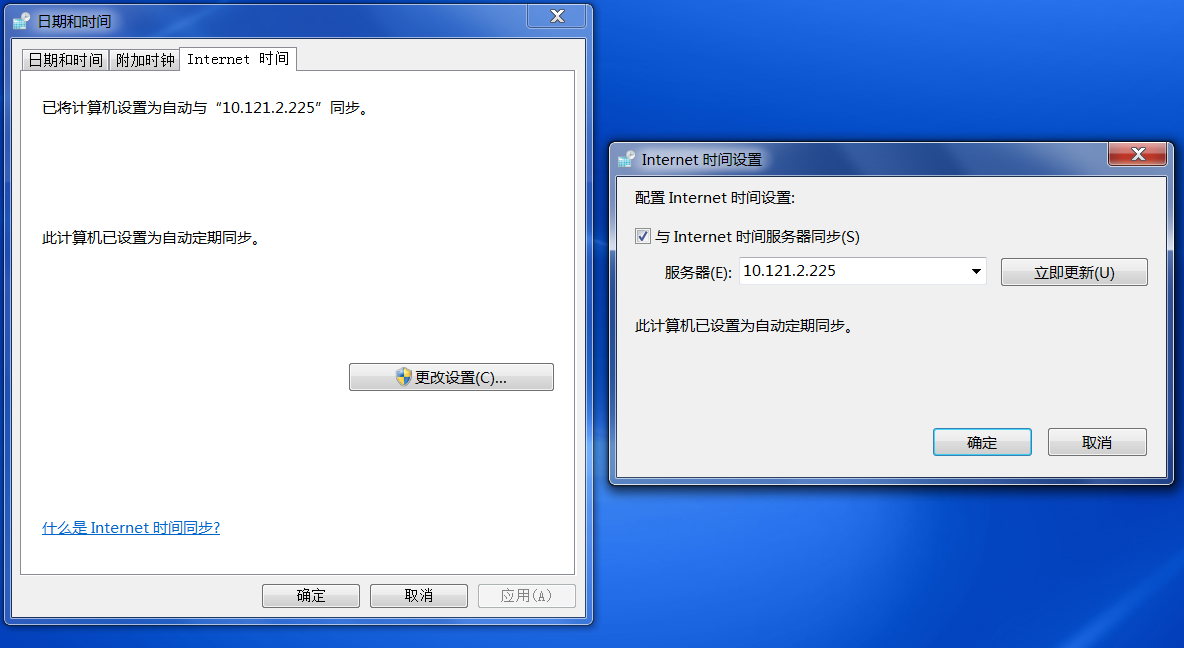 日期和时间
日期和时间 附加时钟 Internet 时间
已将计算机设置为自动与“10.121.2.225”同步。
此计算机已设置为自动定期同步。
更改设置(C)...
什么是 Internet 时间同步?
确定 取消 应用(A)
Internet 时间设置
配置 Internet 时间设置:
与 Internet 时间服务器同步(S)
服务器(E): 10.121.2.225 立即更新(U)
此计算机已设置为自动定期同步。
确定 取消